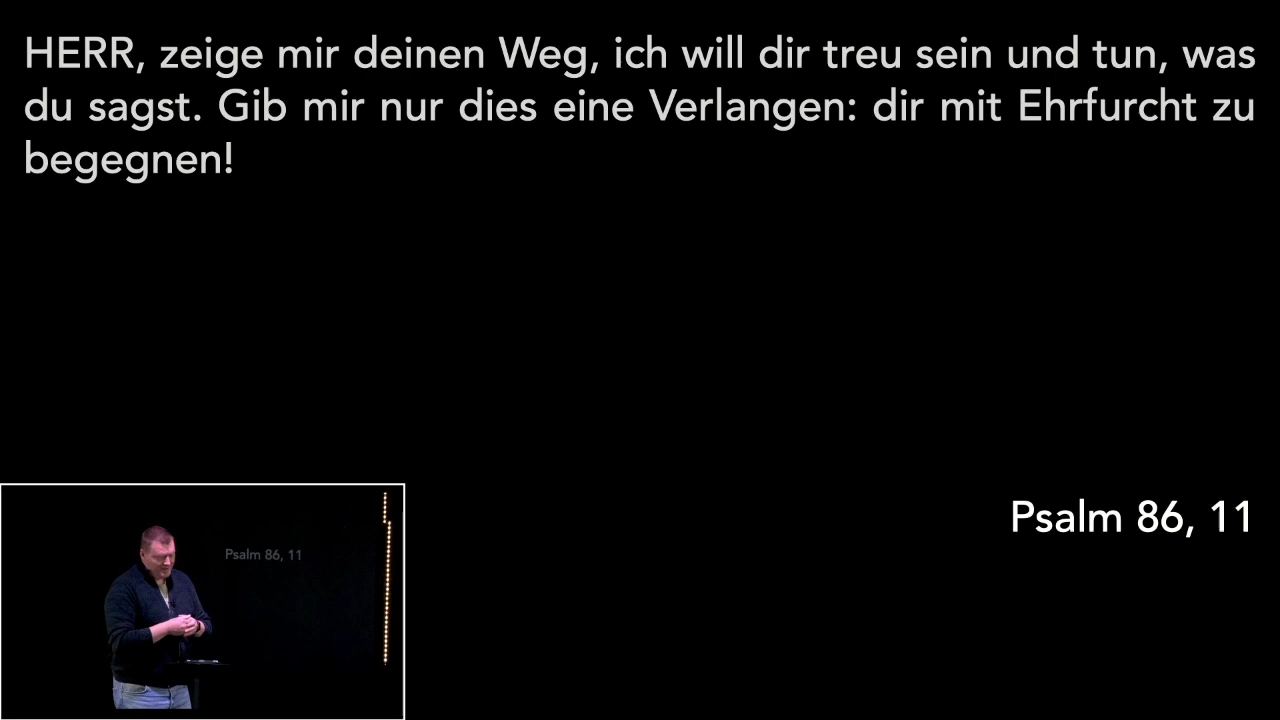 HERR, zeige mir deinen Weg, ich will dir treu sein und tun, was
du sagst. Gib mir nur dies eine Verlangen: dir mit Ehrfurcht zu
begegnen!
Psalm 86, 11
Psalm 86, 11